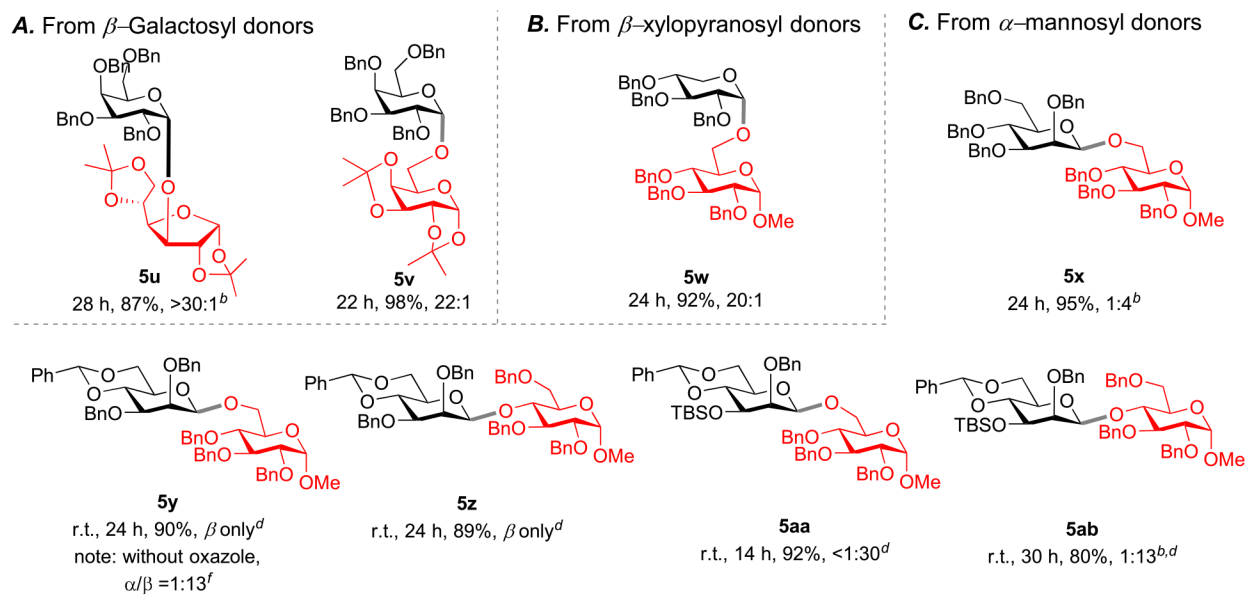 A. From β–Galactosyl donors
B. From β–xylopyranosyl donors
C. From α–mannosyl donors
OBn
OBn
O
BnO
BnO
O
O
O
O
O
O
5u
28 h, 87%, >30:1b
BnO
OBn
O
BnO
BnO
O
O
O
O
O
O
5v
22 h, 98%, 22:1
BnO
O
BnO
BnO
O
BnO
O
BnO
BnO
OMe
5w
24 h, 92%, 20:1
BnO
OBn
BnO
O
BnO
O
BnO
O
BnO
BnO
OMe
5x
24 h, 95%, 1:4b
Ph
O
O
OBn
O
BnO
O
BnO
O
BnO
BnO
OMe
5y
r.t., 24 h, 90%, β onlyd
note: without oxazole,
α/β =1:13f
Ph
O
O
OBn
O
BnO
BnO
O
O
BnO
BnO
OMe
5z
r.t., 24 h, 89%, β onlyd
Ph
O
O
OBn
O
TBSO
O
BnO
O
BnO
BnO
OMe
5aa
r.t., 14 h, 92%, <1:30d
Ph
O
O
OBn
O
TBSO
BnO
O
O
BnO
BnO
OMe
5ab
r.t., 30 h, 80%, 1:13b,d